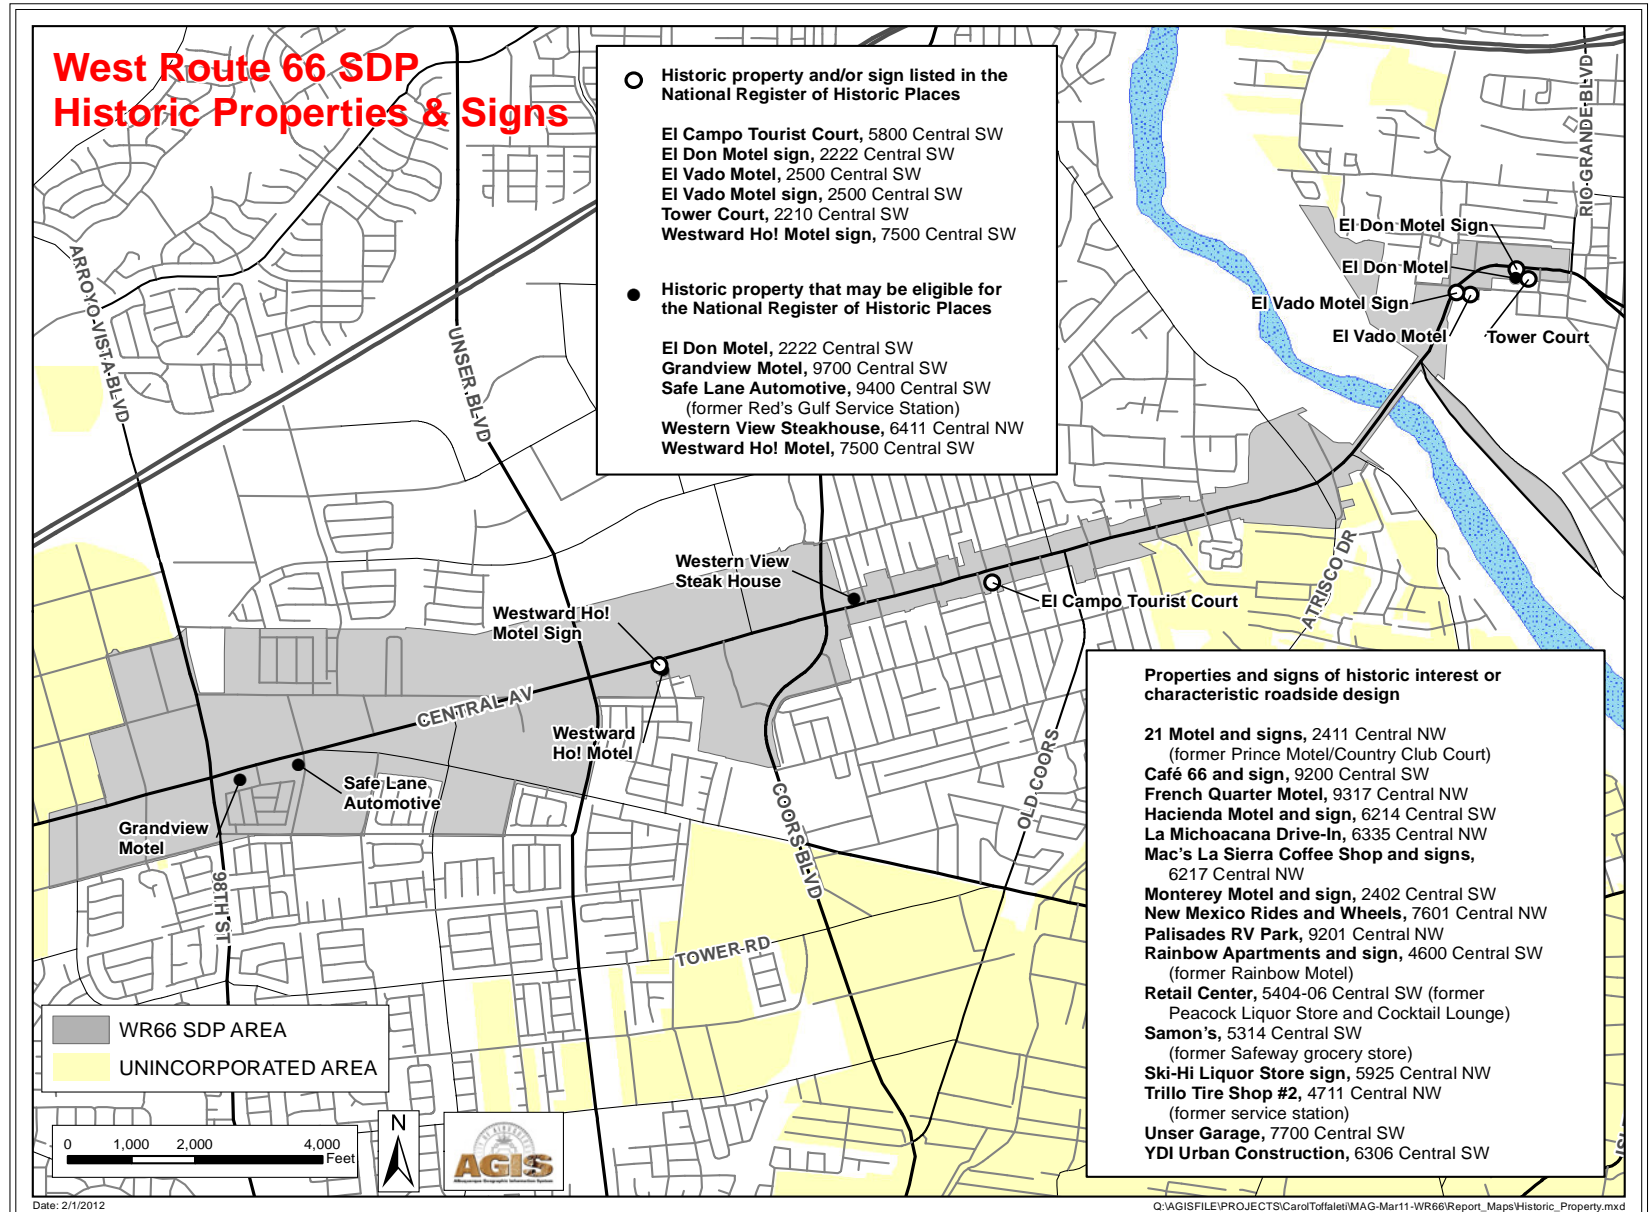 West Route 66 SDP
Historic Properties & Signs
Historic property and/or sign listed in the
National Register of Historic Places
El Campo Tourist Court, 5800 Central SW
El Don Motel sign, 2222 Central SW
El Vado Motel, 2500 Central SW
El Vado Motel sign, 2500 Central SW
Tower Court, 2210 Central SW
Westward Ho! Motel sign, 7500 Central SW
Historic property that may be eligible for
the National Register of Historic Places
El Don Motel, 2222 Central SW
Grandview Motel, 9700 Central SW
Safe Lane Automotive, 9400 Central SW
(former Red's Gulf Service Station)
Western View Steakhouse, 6411 Central NW
Westward Ho! Motel, 7500 Central SW
RIO GRANDE BLVD
El Don Motel Sign
El Don Motel
El Vado Motel Sign
El Vado Motel
Tower Court
ARROYO VISTA BLVD
UNSER BLVD
Western View
Steak House
Westward Ho!
Motel Sign
El Campo Tourist Court
ATRISCO DR
CENTRAL AV
Westward
Ho! Motel
Safe Lane
Automotive
Grandview
Motel
98TH ST
COORS BLVD
OLD COORS
TOWER RD
Properties and signs of historic interest or
characteristic roadside design
21 Motel and signs, 2411 Central NW
(former Prince Motel/Country Club Court)
Café 66 and sign, 9200 Central SW
French Quarter Motel, 9317 Central NW
Hacienda Motel and sign, 6214 Central SW
La Michoacana Drive-In, 6335 Central NW
Mac's La Sierra Coffee Shop and signs,
6217 Central NW
Monterey Motel and sign, 2402 Central SW
New Mexico Rides and Wheels, 7601 Central NW
Palisades RV Park, 9201 Central NW
Rainbow Apartments and sign, 4600 Central SW
(former Rainbow Motel)
Retail Center, 5404-06 Central SW (former
Peacock Liquor Store and Cocktail Lounge)
Samon's, 5314 Central SW
(former Safeway grocery store)
Ski-Hi Liquor Store sign, 5925 Central NW
Trillo Tire Shop #2, 4711 Central NW
(former service station)
Unser Garage, 7700 Central SW
YDI Urban Construction, 6306 Central SW
WR66 SDP AREA
UNINCORPORATED AREA
0 1,000 2,000 4,000
Feet
N
AGIS
Albuquerque Geographic Information System
Date: 2/1/2012
Q:\AGISFILE\PROJECTS\CarolToffaleti\MAG-Mar11-WR66\Report_Maps\Historic_Property.mxd